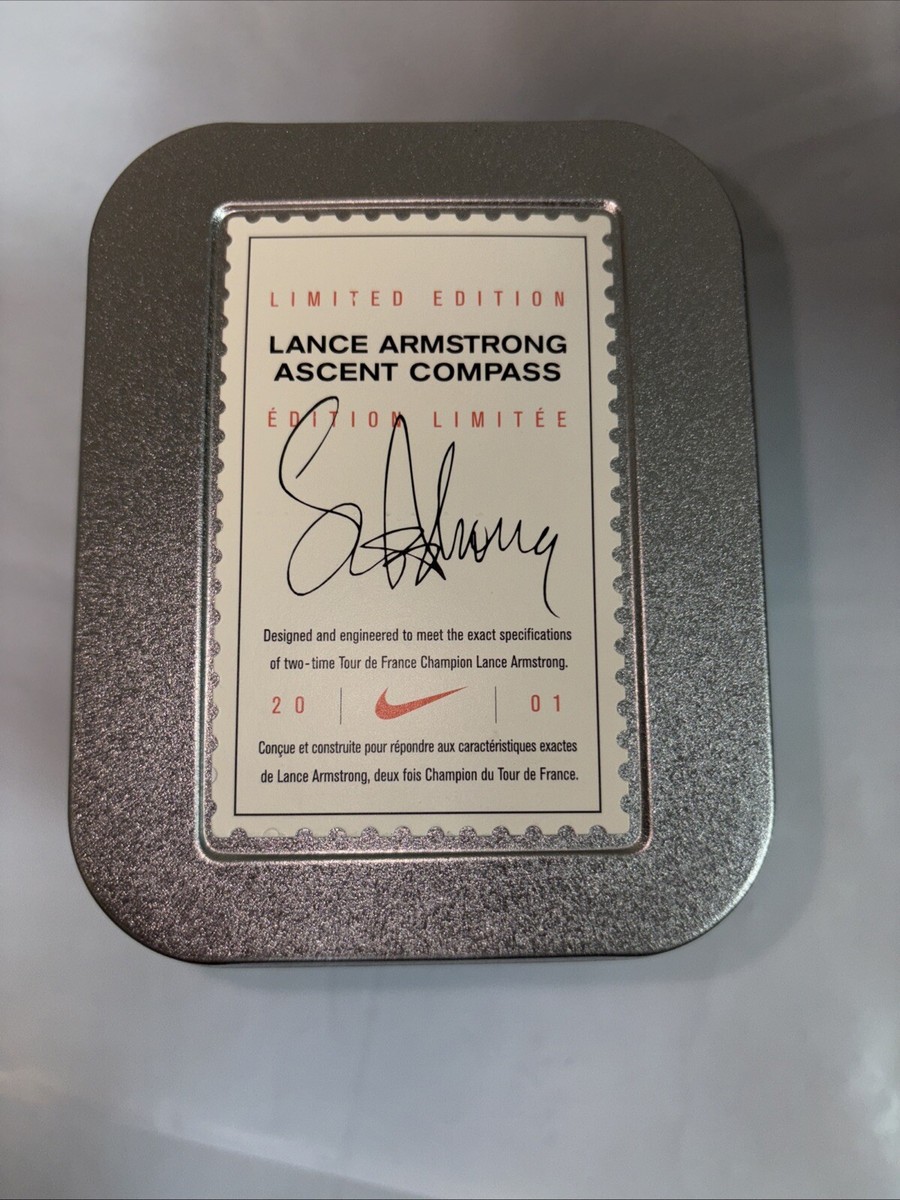 LIMITED EDITION
LANCE ARMSTRONG
ASCENT COMPASS
ÉDITION LIMITÉE
Designed and engineered to meet the exact specifications
of two-time Tour de France Champion Lance Armstrong.
20 01
Conçue et construite pour répondre aux caractéristiques exactes
de Lance Armstrong, deux fois Champion du Tour de France.